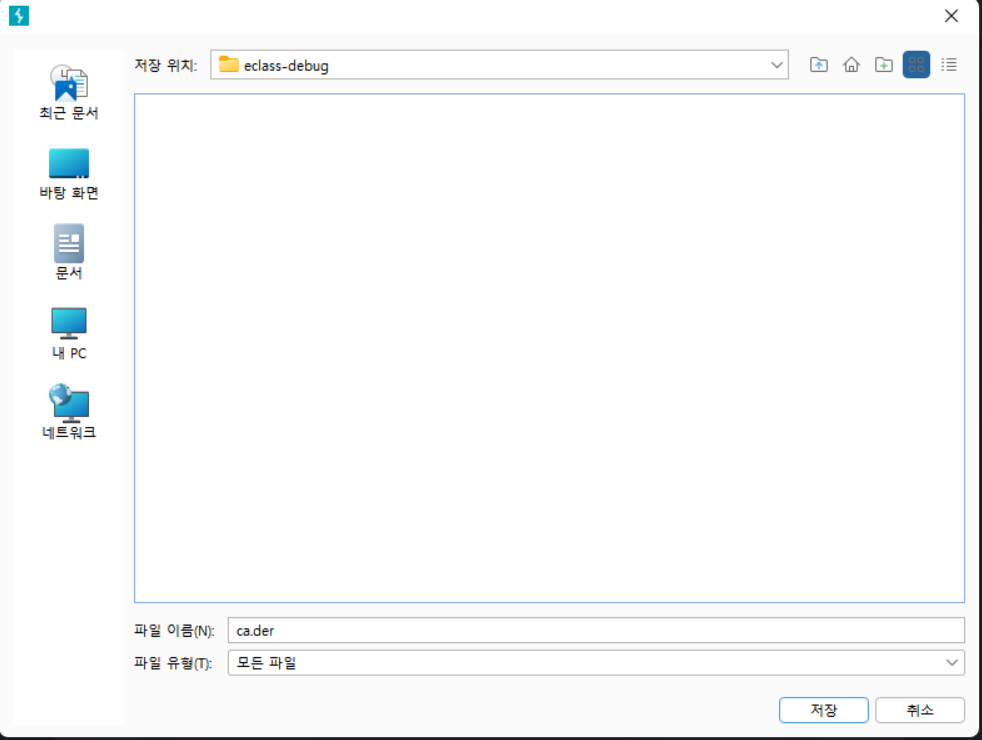 저장 위치: eclass-debug
최근 문서
바탕 화면
문서
내 PC
네트워크
파일 이름(N): ca.der
파일 유형(T): 모든 파일
저장 취소